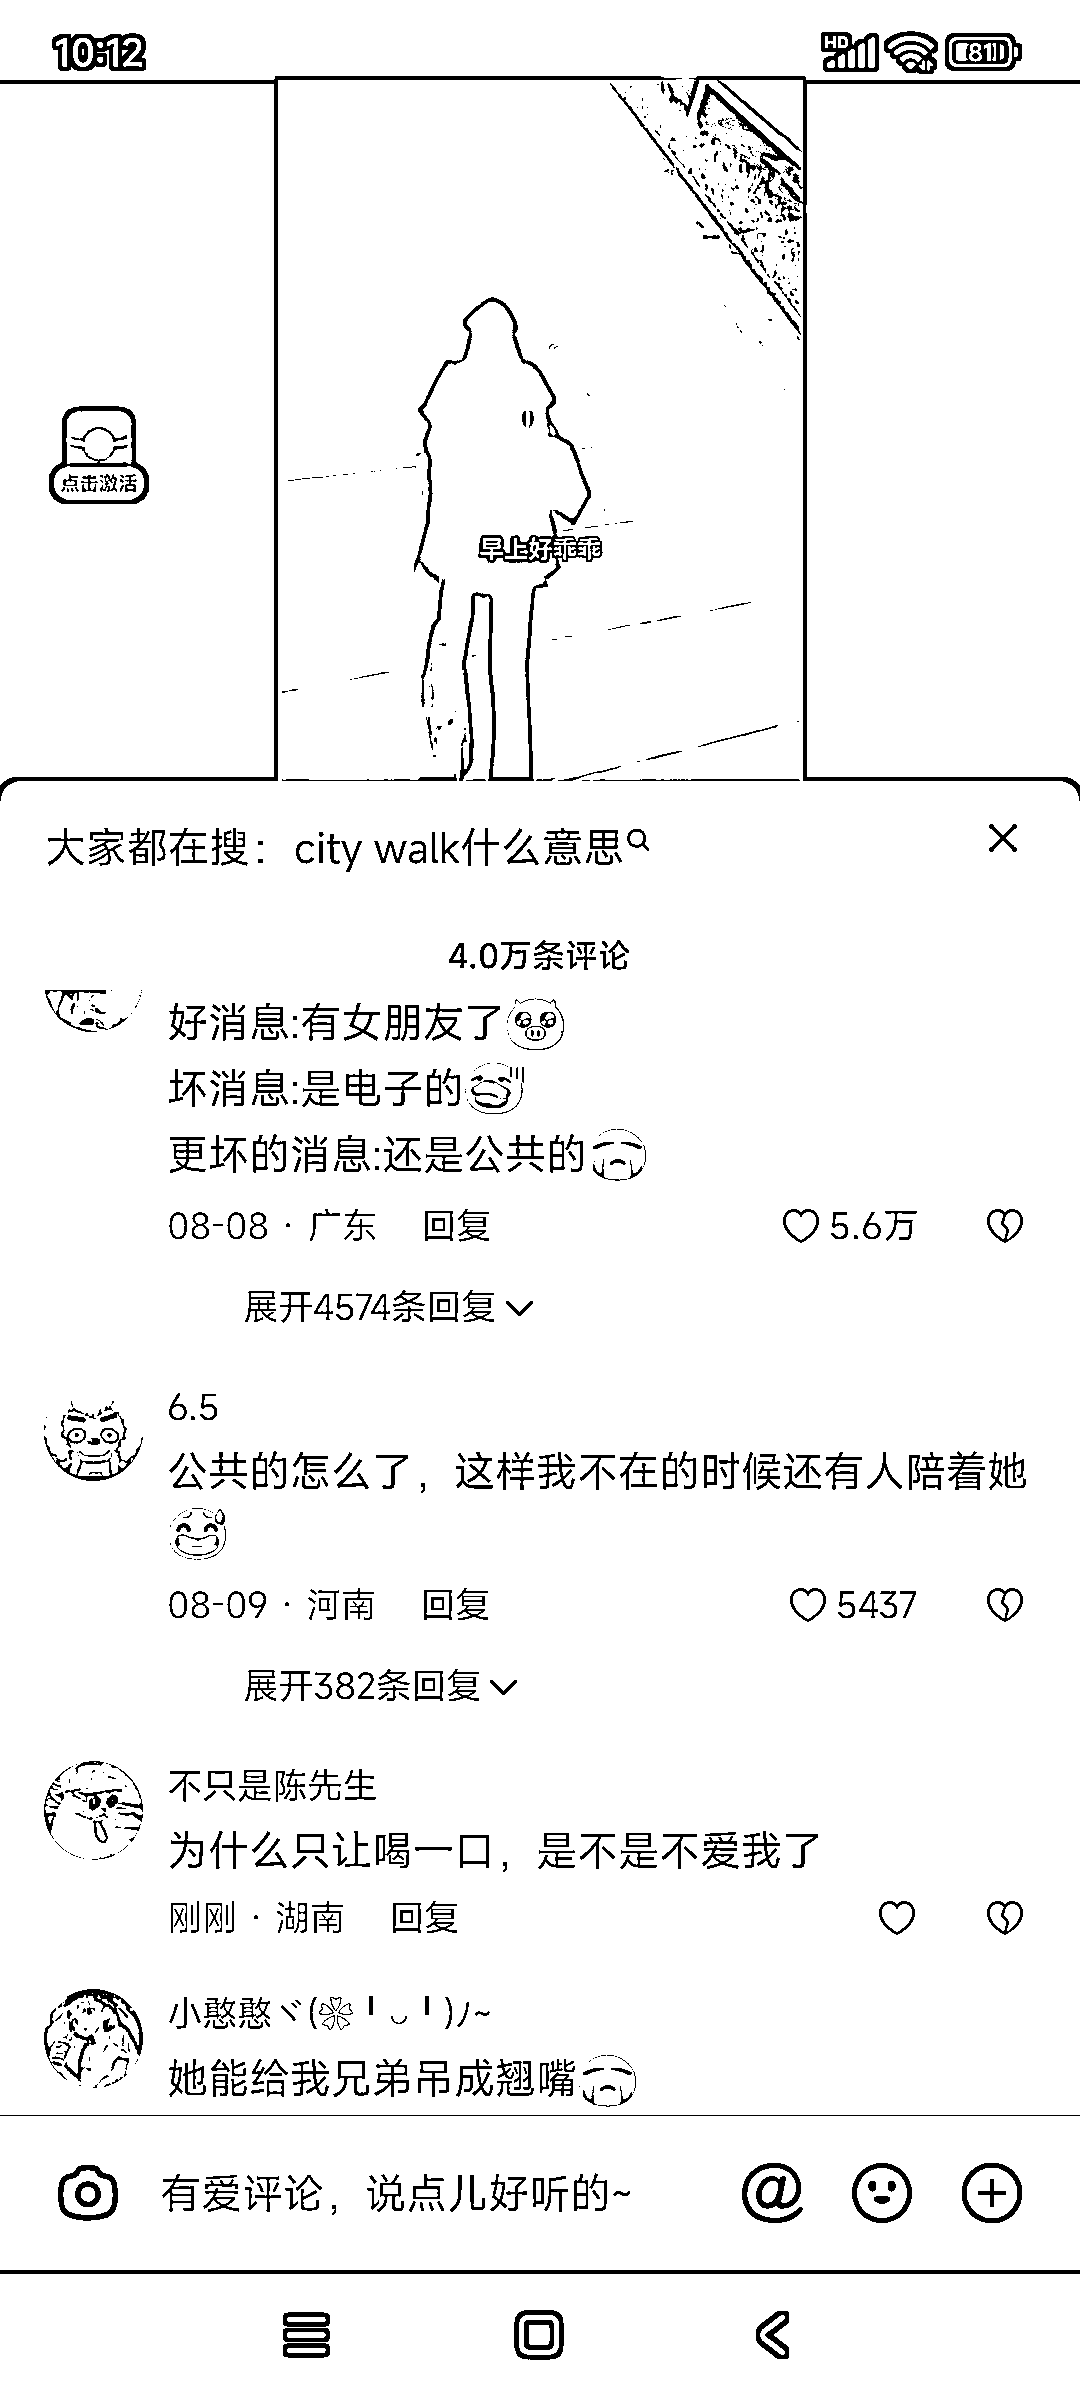 10:12
HD
81
点击激活
早上好乖乖
大家都在搜：city walk什么意思
4.0万条评论
好消息:有女朋友了
坏消息:是电子的
更坏的消息:还是公共的
08-08 · 广东 回复 5.6万
展开4574条回复
6.5
公共的怎么了，这样我不在的时候还有人陪着她
08-09 · 河南 回复 5437
展开382条回复
不只是陈先生
为什么只让喝一口，是不是不爱我了
刚刚 · 湖南 回复
小憨憨ヾ(❀╹◡╹)ﾉ~
她能给我兄弟吊成翘嘴
有爱评论，说点儿好听的~